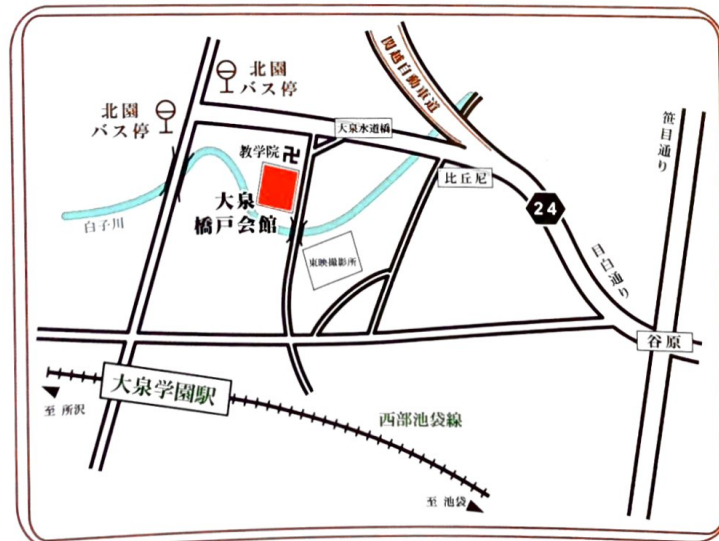 北園
バス停
北園
バス停
関越自動車道
大泉水道橋
笹目通り
教学院
卍
比丘尼
大泉
橋戸会館
白子川
24
東映撮影所
目白通り
谷原
大泉学園駅
至 所沢
西部池袋線
至 池袋